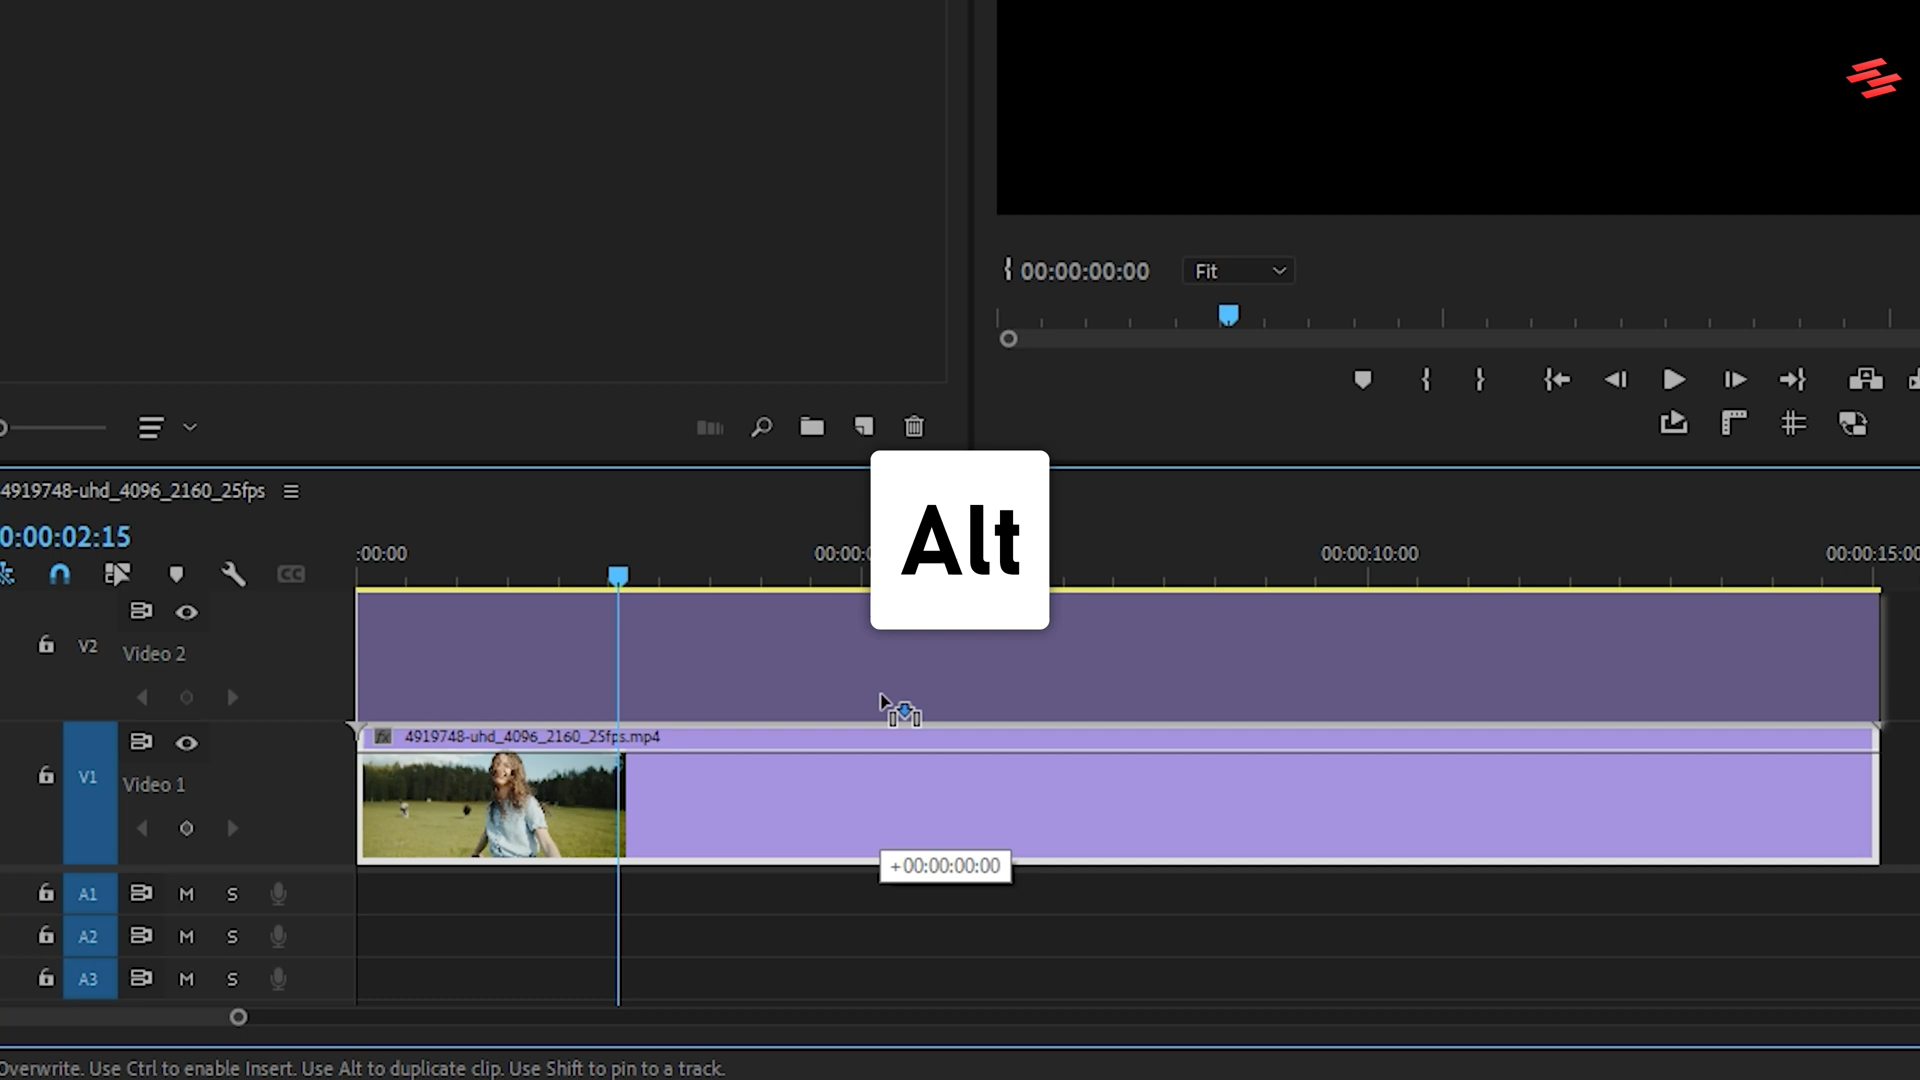 00:00:00:00
Fit
4919748-uhd_4096_2160_25fps
0:00:02:15
CC
:00:00
00:00:0
00:00:10:00
00:00:15:00
Alt
V2
Video 2
fx 4919748-uhd_4096_2160_25fps.mp4
V1
Video 1
+00:00:00:00
A1 M S
A2 M S
A3 M S
Overwrite. Use Ctrl to enable Insert. Use Alt to duplicate clip. Use Shift to pin to a track.